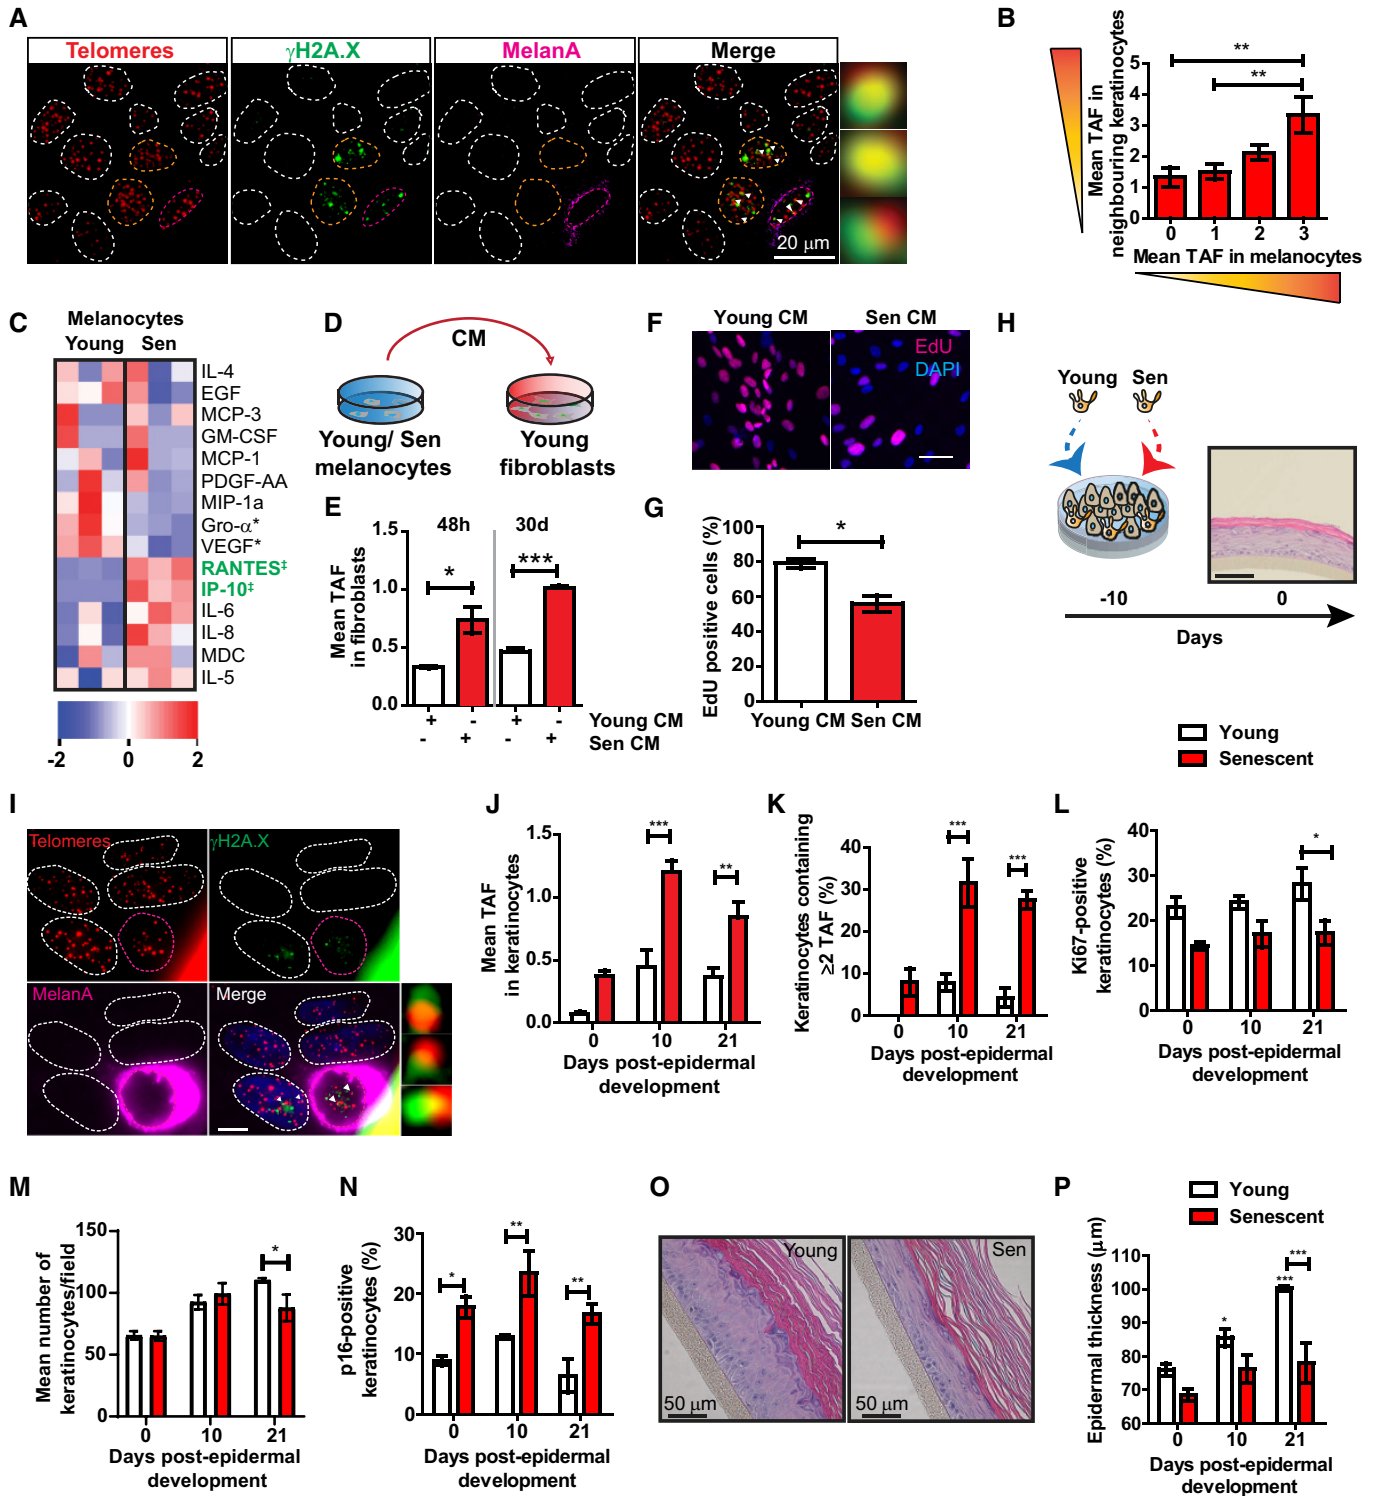 A
Telomeres
γH2A.X
MelanA
Merge
20 μm
B
Mean TAF in
neighbouring keratinocytes
5
4
3
2
1
0
**
**
0 1 2 3
Mean TAF in melanocytes
C
Melanocytes
Young Sen
IL-4
EGF
MCP-3
GM-CSF
MCP-1
PDGF-AA
MIP-1a
Gro-α*
VEGF*
RANTES‡
IP-10‡
IL-6
IL-8
MDC
IL-5
-2 0 2
D
CM
Young/ Sen
melanocytes
Young
fibroblasts
E
48h 30d
Mean TAF
in fibroblasts
1.5
1.0
0.5
0.0
*
***
+ - + - Young CM
- + - + Sen CM
F
Young CM Sen CM
EdU
DAPI
G
EdU positive cells (%)
100
80
60
40
20
0
*
Young CM Sen CM
H
Young Sen
-10 0
Days
Young
Senescent
I
Telomeres
γH2A.X
MelanA
Merge
J
Mean TAF
in keratinocytes
1.5
1.0
0.5
0.0
***
**
0 10 21
Days post-epidermal
development
K
Keratinocytes containing
≥2 TAF (%)
40
30
20
10
0
***
***
0 10 21
Days post-epidermal
development
L
Ki67-positive
keratinocytes (%)
40
30
20
10
0
*
0 10 21
Days post-epidermal
development
M
Mean number of
keratinocytes/field
150
100
50
0
*
0 10 21
Days post-epidermal
development
N
p16-positive
keratinocytes (%)
30
20
10
0
*
**
**
0 10 21
Days post-epidermal
development
O
Young
50 μm
Sen
50 μm
P
Young
Senescent
Epidermal thickness (μm)
110
100
90
80
70
60
*
***
***
0 10 21
Days post-epidermal
development